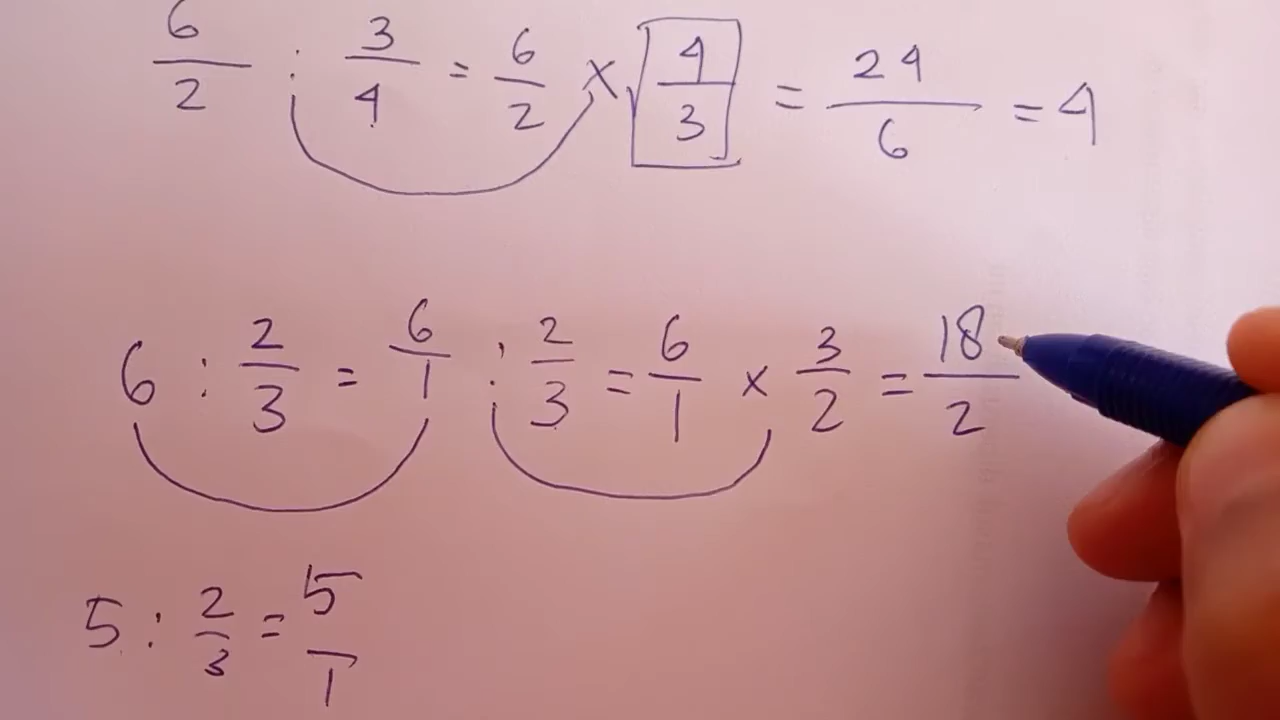 6/2 : 3/4 = 6/2 × 4/3 = 24/6 = 4
6 : 2/3 = 6/1 : 2/3 = 6/1 × 3/2 = 18/2
5 : 2/3 = 5/1